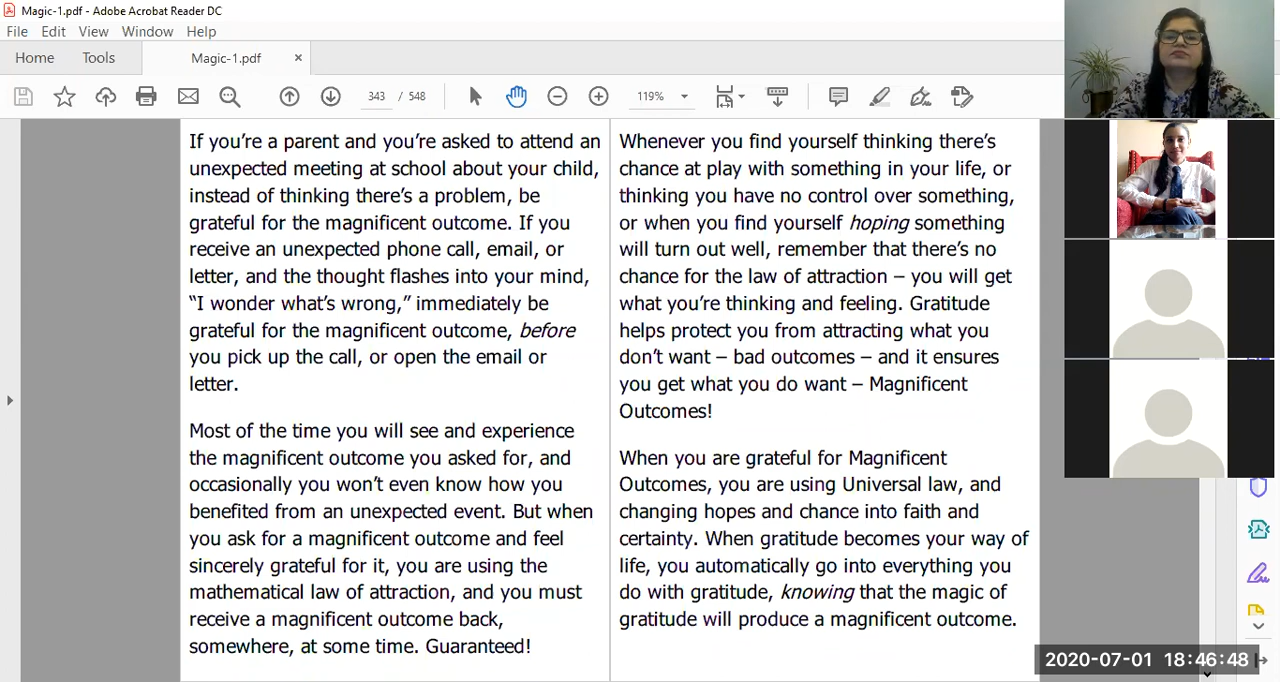 Magic-1.pdf - Adobe Acrobat Reader DC
File Edit View Window Help
Home Tools Magic-1.pdf ×
343 / 548 119%
If you’re a parent and you’re asked to attend an
unexpected meeting at school about your child,
instead of thinking there’s a problem, be
grateful for the magnificent outcome. If you
receive an unexpected phone call, email, or
letter, and the thought flashes into your mind,
“I wonder what’s wrong,” immediately be
grateful for the magnificent outcome, before
you pick up the call, or open the email or
letter.
Most of the time you will see and experience
the magnificent outcome you asked for, and
occasionally you won’t even know how you
benefited from an unexpected event. But when
you ask for a magnificent outcome and feel
sincerely grateful for it, you are using the
mathematical law of attraction, and you must
receive a magnificent outcome back,
somewhere, at some time. Guaranteed!
Whenever you find yourself thinking there’s
chance at play with something in your life, or
thinking you have no control over something,
or when you find yourself hoping something
will turn out well, remember that there’s no
chance for the law of attraction – you will get
what you’re thinking and feeling. Gratitude
helps protect you from attracting what you
don’t want – bad outcomes – and it ensures
you get what you do want – Magnificent
Outcomes!
When you are grateful for Magnificent
Outcomes, you are using Universal law, and
changing hopes and chance into faith and
certainty. When gratitude becomes your way of
life, you automatically go into everything you
do with gratitude, knowing that the magic of
gratitude will produce a magnificent outcome.
2020-07-01 18:46:48